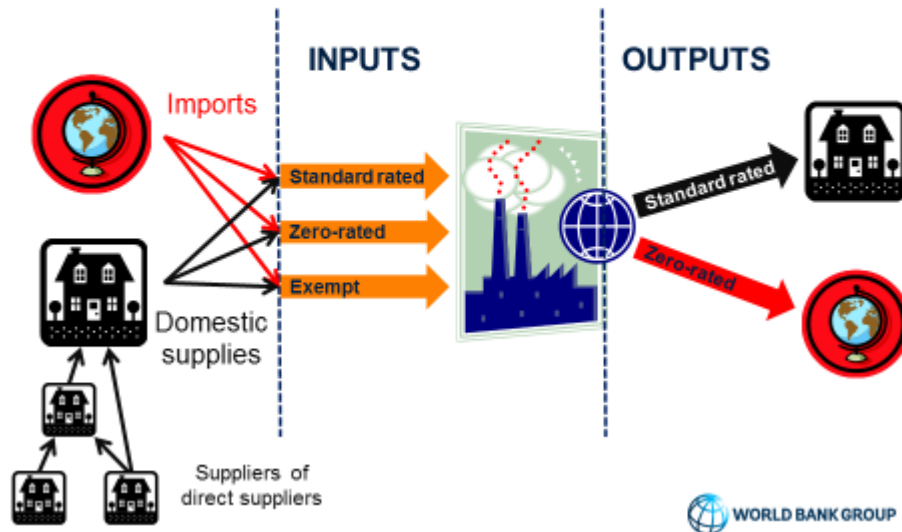 INPUTS
OUTPUTS
Imports
Standard rated
Zero-rated
Exempt
Standard rated
Zero-rated
Domestic
supplies
Suppliers of
direct suppliers
WORLD BANK GROUP